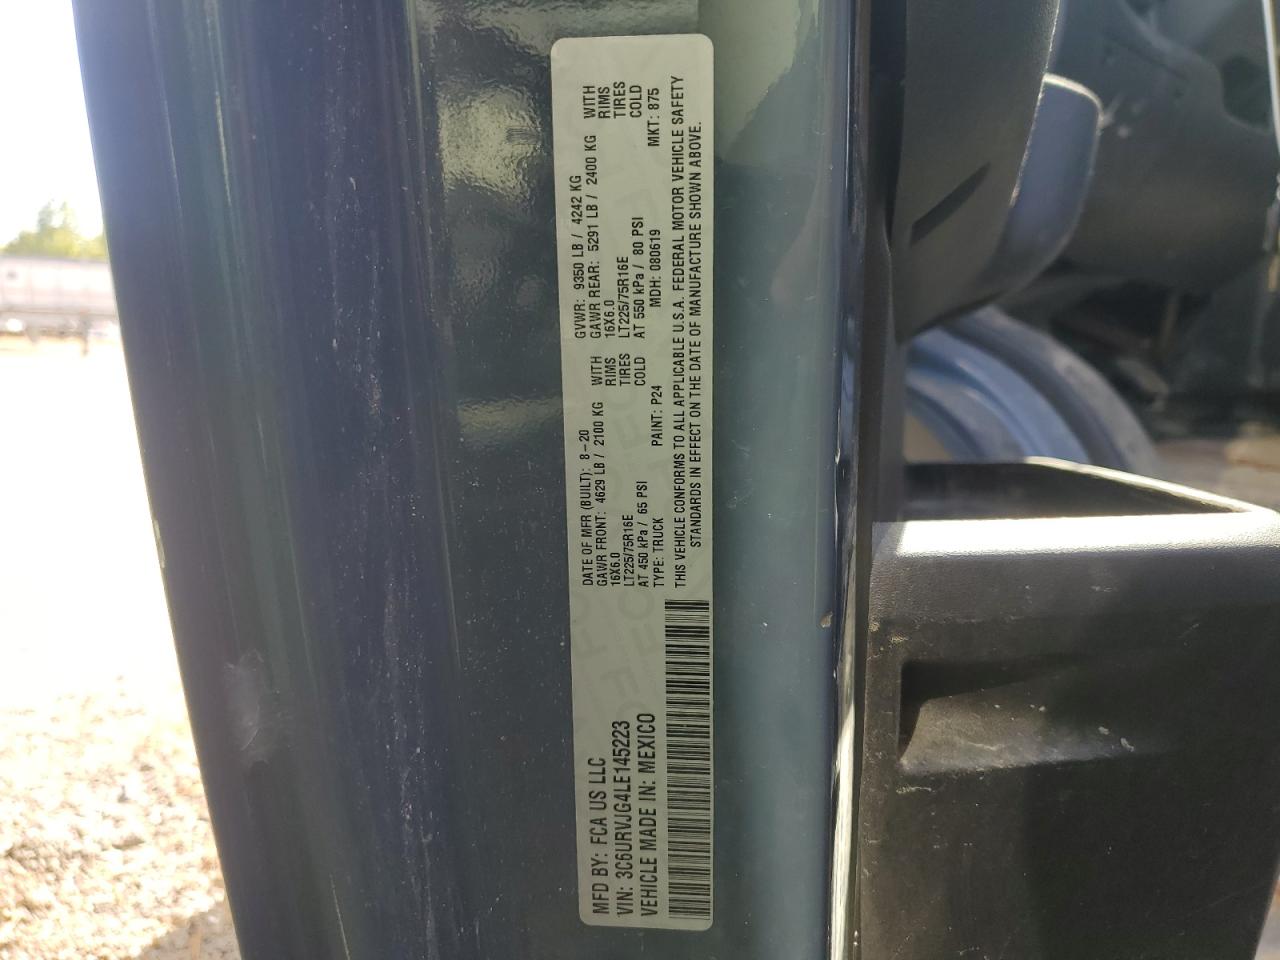 MFD BY: FCA US LLC
VIN: 3C6URVJG4LE145223
VEHICLE MADE IN: MEXICO
DATE OF MFR (BUILT): 8-20 GVWR: 9350 LB / 4242 KG
GAWR FRONT: 4629 LB / 2100 KG WITH GAWR REAR: 5291 LB / 2400 KG WITH
16X6.0 RIMS 16X6.0 RIMS
LT225/75R16E TIRES LT225/75R16E TIRES
AT 450 kPa / 65 PSI COLD AT 550 kPa / 80 PSI COLD
TYPE: TRUCK PAINT: P24 MDH: 080619 MKT: 875
THIS VEHICLE CONFORMS TO ALL APPLICABLE U.S.A. FEDERAL MOTOR VEHICLE SAFETY
STANDARDS IN EFFECT ON THE DATE OF MANUFACTURE SHOWN ABOVE.